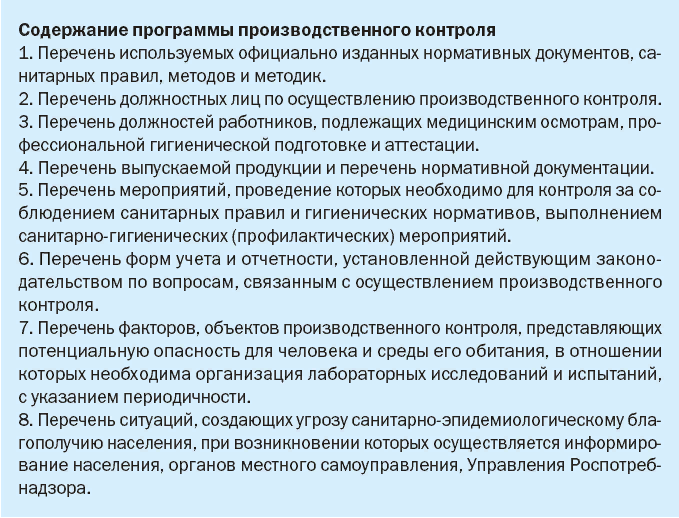 Содержание программы производственного контроля
1. Перечень используемых официально изданных нормативных документов, са-
нитарных правил, методов и методик.
2. Перечень должностных лиц по осуществлению производственного контроля.
3. Перечень должностей работников, подлежащих медицинским осмотрам, про-
фессиональной гигиенической подготовке и аттестации.
4. Перечень выпускаемой продукции и перечень нормативной документации.
5. Перечень мероприятий, проведение которых необходимо для контроля за со-
блюдением санитарных правил и гигиенических нормативов, выполнением
санитарно-гигиенических (профилактических) мероприятий.
6. Перечень форм учета и отчетности, установленной действующим законо-
дательством по вопросам, связанным с осуществлением производственного
контроля.
7. Перечень факторов, объектов производственного контроля, представляющих
потенциальную опасность для человека и среды его обитания, в отношении
которых необходима организация лабораторных исследований и испытаний,
с указанием периодичности.
8. Перечень ситуаций, создающих угрозу санитарно-эпидемиологическому бла-
гополучию населения, при возникновении которых осуществляется информиро-
вание населения, органов местного самоуправления, Управления Роспотреб-
надзора.